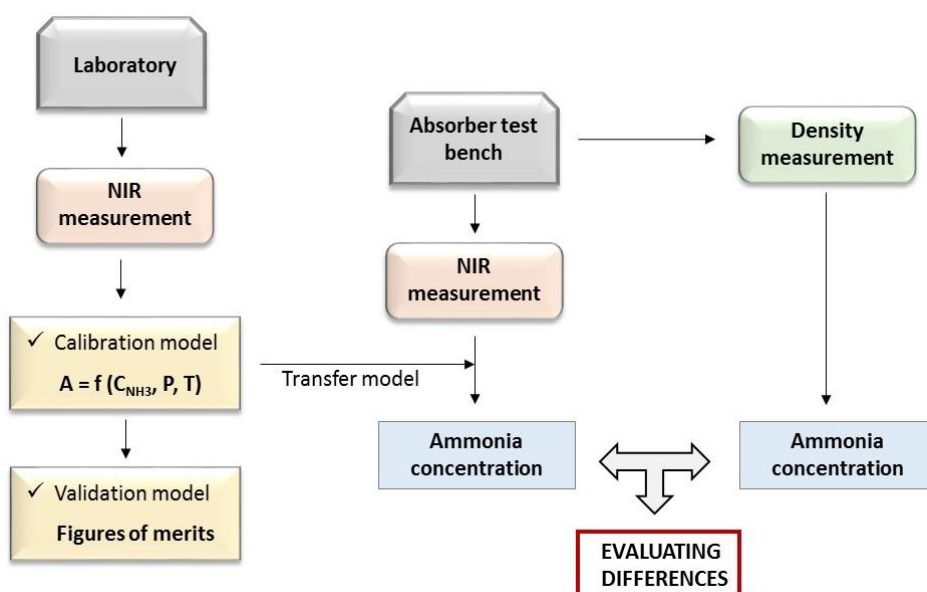 Laboratory
NIR
measurement
✓ Calibration model
A = f (C_NH3, P, T)
✓ Validation model
Figures of merits
Transfer model
Absorber test
bench
NIR
measurement
Ammonia
concentration
Density
measurement
Ammonia
concentration
EVALUATING
DIFFERENCES